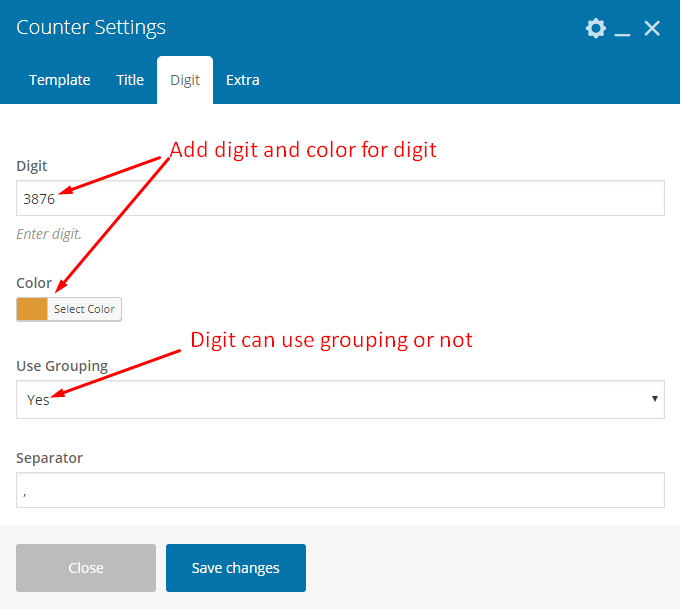 Counter Settings
Template Title Digit Extra
Add digit and color for digit
Digit
3876
Enter digit.
Color
Select Color
Digit can use grouping or not
Use Grouping
Yes
Separator
,
Close Save changes